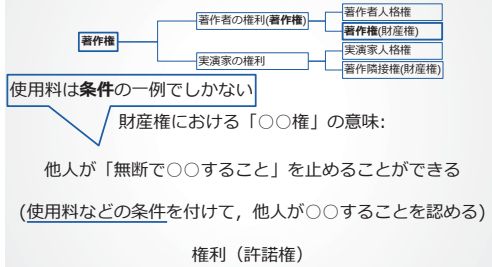 著作権
著作者の権利(著作権)
著作者人格権
著作権(財産権)
実演家の権利
実演家人格権
著作隣接権(財産権)
使用料は条件の一例でしかない
財産権における「○○権」の意味:
他人が「無断で○○すること」を止めることができる
(使用料などの条件を付けて，他人が○○することを認める)
権利（許諾権）